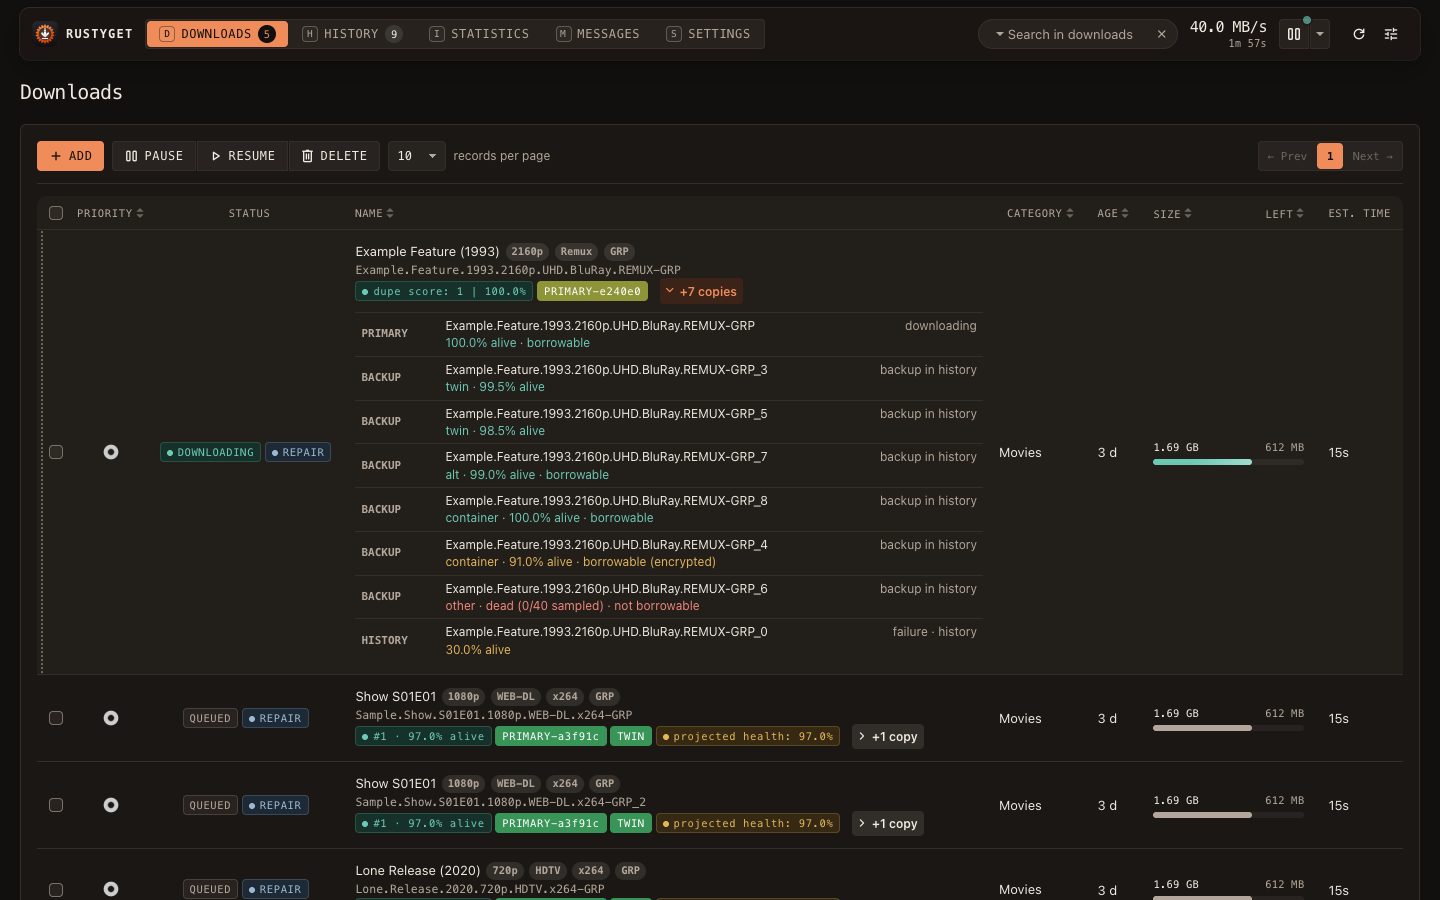 RUSTYGET D DOWNLOADS 5 H HISTORY 9 I STATISTICS M MESSAGES S SETTINGS Search in downloads 40.0 MB/s
1m 57s
Downloads
ADD PAUSE RESUME DELETE 10 records per page ← Prev 1 Next →
PRIORITY STATUS NAME CATEGORY AGE SIZE LEFT EST. TIME
Example Feature (1993) 2160p Remux GRP
Example.Feature.1993.2160p.UHD.BluRay.REMUX-GRP
dupe score: 1 | 100.0% PRIMARY-e240e0 +7 copies
PRIMARY Example.Feature.1993.2160p.UHD.BluRay.REMUX-GRP downloading
100.0% alive · borrowable
BACKUP Example.Feature.1993.2160p.UHD.BluRay.REMUX-GRP_3 backup in history
twin · 99.5% alive
BACKUP Example.Feature.1993.2160p.UHD.BluRay.REMUX-GRP_5 backup in history
twin · 98.5% alive
DOWNLOADING REPAIR Movies 3 d 1.69 GB 612 MB 15s
BACKUP Example.Feature.1993.2160p.UHD.BluRay.REMUX-GRP_7 backup in history
alt · 99.0% alive · borrowable
BACKUP Example.Feature.1993.2160p.UHD.BluRay.REMUX-GRP_8 backup in history
container · 100.0% alive · borrowable
BACKUP Example.Feature.1993.2160p.UHD.BluRay.REMUX-GRP_4 backup in history
container · 91.0% alive · borrowable (encrypted)
BACKUP Example.Feature.1993.2160p.UHD.BluRay.REMUX-GRP_6 backup in history
other · dead (0/40 sampled) · not borrowable
HISTORY Example.Feature.1993.2160p.UHD.BluRay.REMUX-GRP_0 failure · history
30.0% alive
Show S01E01 1080p WEB-DL x264 GRP
Sample.Show.S01E01.1080p.WEB-DL.x264-GRP
QUEUED REPAIR Movies 3 d 1.69 GB 612 MB 15s
#1 · 97.0% alive PRIMARY-a3f91c TWIN projected health: 97.0% +1 copy
Show S01E01 1080p WEB-DL x264 GRP
Sample.Show.S01E01.1080p.WEB-DL.x264-GRP_2
QUEUED REPAIR Movies 3 d 1.69 GB 612 MB 15s
#1 · 97.0% alive PRIMARY-a3f91c TWIN projected health: 97.0% +1 copy
Lone Release (2020) 720p HDTV x264 GRP
Lone.Release.2020.720p.HDTV.x264-GRP
QUEUED REPAIR Movies 3 d 1.69 GB 612 MB 15s